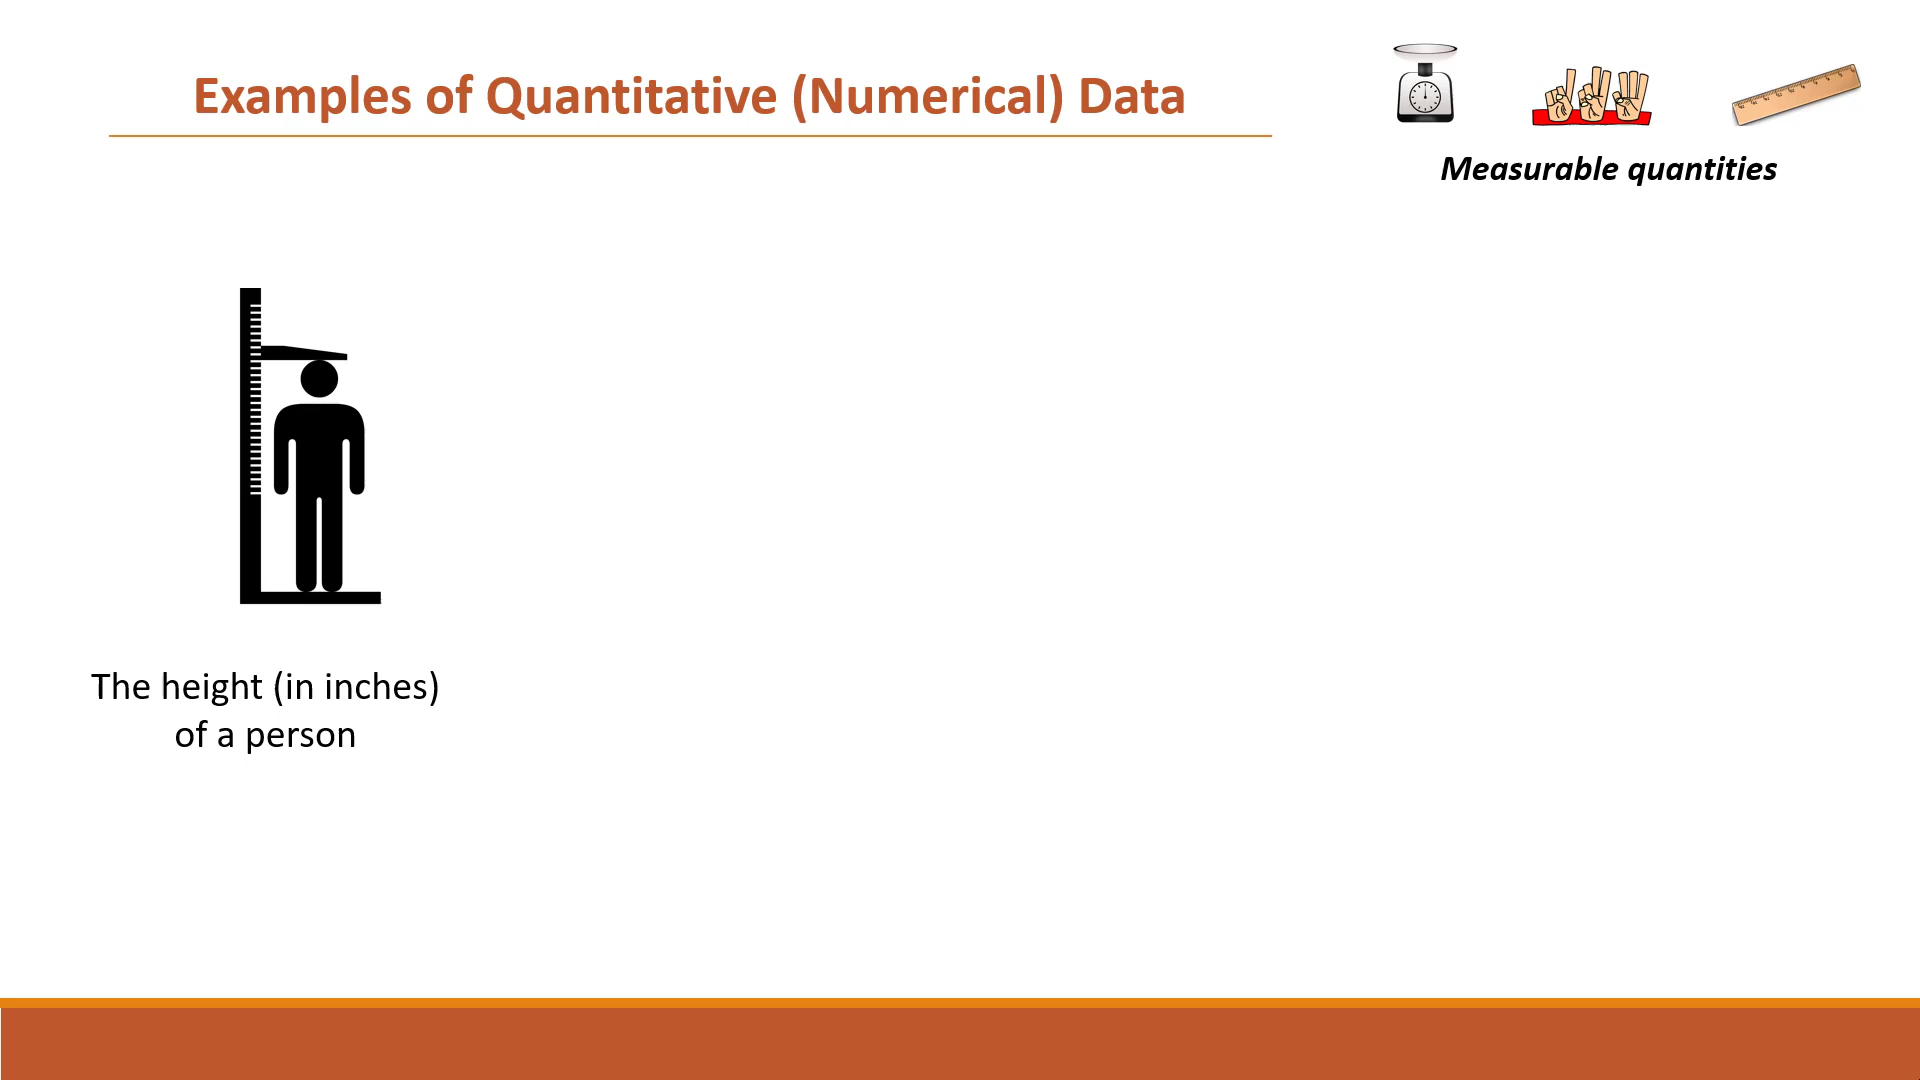 Examples of Quantitative (Numerical) Data
Measurable quantities
The height (in inches)
of a person